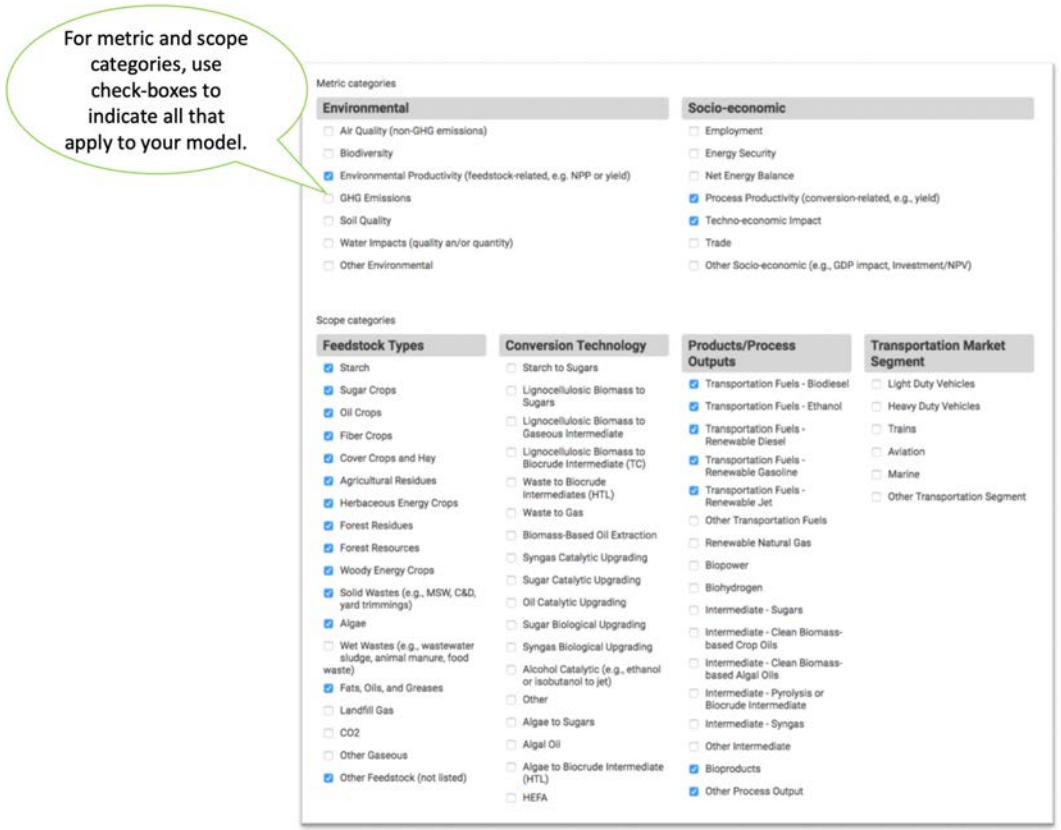 For metric and scope
categories, use
check-boxes to
indicate all that
apply to your model.
Metric categories
Environmental
Air Quality (non-GHG emissions)
Biodiversity
Environmental Productivity (feedstock-related, e.g. NPP or yield)
GHG Emissions
Soil Quality
Water Impacts (quality an/or quantity)
Other Environmental
Socio-economic
Employment
Energy Security
Net Energy Balance
Process Productivity (conversion-related, e.g., yield)
Techno-economic Impact
Trade
Other Socio-economic (e.g., GDP impact, Investment/NPV)
Scope categories
Feedstock Types
Starch
Sugar Crops
Oil Crops
Fiber Crops
Cover Crops and Hay
Agricultural Residues
Herbaceous Energy Crops
Forest Residues
Forest Resources
Woody Energy Crops
Solid Wastes (e.g., MSW, C&D,
yard trimmings)
Algae
Wet Wastes (e.g., wastewater
sludge, animal manure, food
waste)
Fats, Oils, and Greases
Landfill Gas
CO2
Other Gaseous
Other Feedstock (not listed)
Conversion Technology
Starch to Sugars
Lignocellulosic Biomass to
Sugars
Lignocellulosic Biomass to
Gaseous Intermediate
Lignocellulosic Biomass to
Biocrude Intermediate (TC)
Waste to Biocrude
Intermediates (HTL)
Waste to Gas
Biomass-Based Oil Extraction
Syngas Catalytic Upgrading
Sugar Catalytic Upgrading
Oil Catalytic Upgrading
Sugar Biological Upgrading
Syngas Biological Upgrading
Alcohol Catalytic (e.g., ethanol
or isobutanol to jet)
Other
Algae to Sugars
Algal Oil
Algae to Biocrude Intermediate
(HTL)
HEFA
Products/Process
Outputs
Transportation Fuels - Biodiesel
Transportation Fuels - Ethanol
Transportation Fuels -
Renewable Diesel
Transportation Fuels -
Renewable Gasoline
Transportation Fuels -
Renewable Jet
Other Transportation Fuels
Renewable Natural Gas
Biopower
Biohydrogen
Intermediate - Sugars
Intermediate - Clean Biomass-
based Crop Oils
Intermediate - Clean Biomass-
based Algal Oils
Intermediate - Pyrolysis or
Biocrude Intermediate
Intermediate - Syngas
Other Intermediate
Bioproducts
Other Process Output
Transportation Market
Segment
Light Duty Vehicles
Heavy Duty Vehicles
Trains
Aviation
Marine
Other Transportation Segment